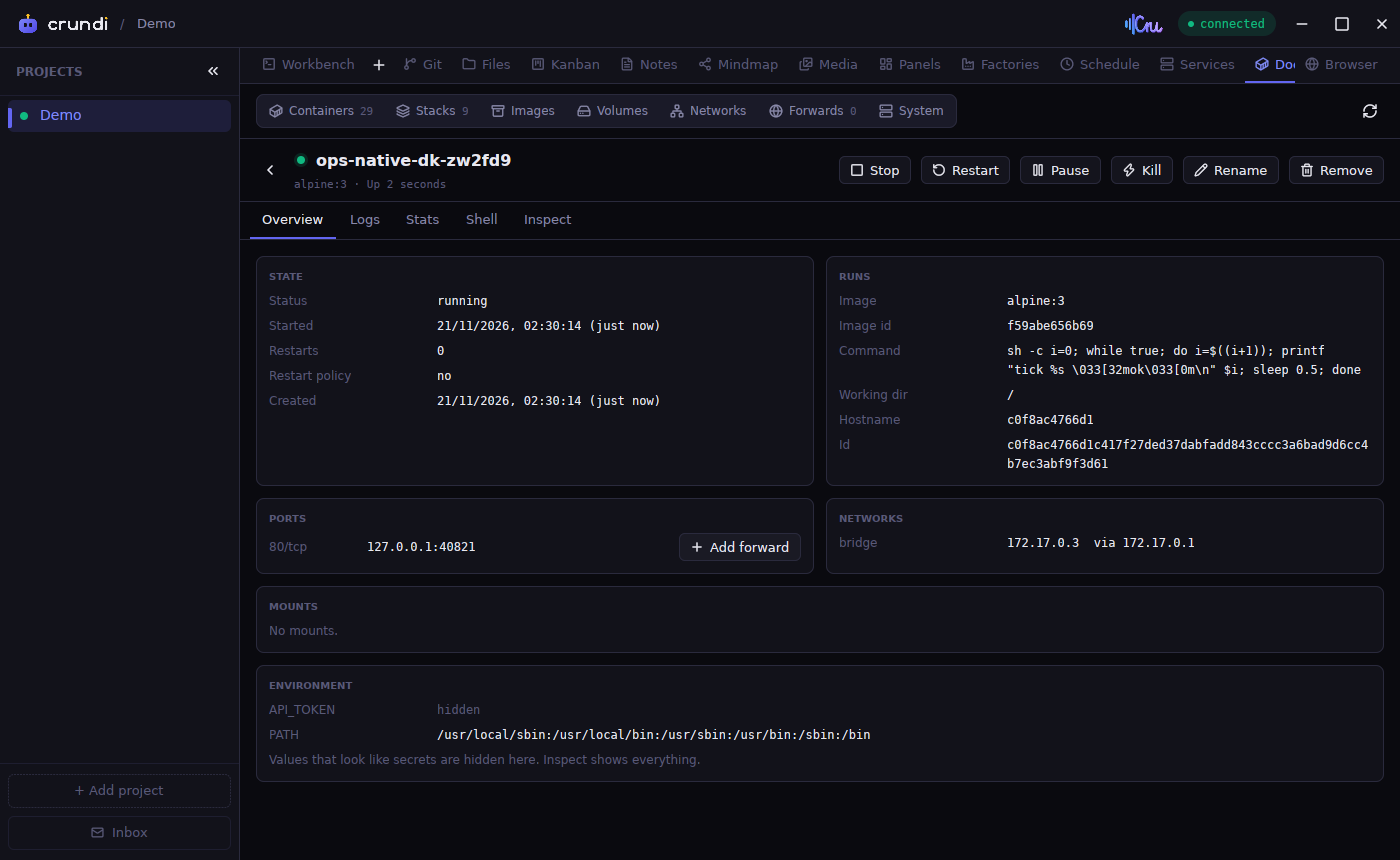 crundi / Demo
Cru
connected
PROJECTS
Workbench
Git
Files
Kanban
Notes
Mindmap
Media
Panels
Factories
Schedule
Services
Browser
Demo
Containers 29
Stacks 9
Images
Volumes
Networks
Forwards 0
System
ops-native-dk-zw2fd9
alpine:3 · Up 2 seconds
Stop
Restart
Pause
Kill
Rename
Remove
Overview
Logs
Stats
Shell
Inspect
STATE
Status running
Started 21/11/2026, 02:30:14 (just now)
Restarts 0
Restart policy no
Created 21/11/2026, 02:30:14 (just now)
RUNS
Image alpine:3
Image id f59abe656b69
Command sh -c i=0; while true; do i=$((i+1)); printf
"tick %s \033[32mok\033[0m\n" $i; sleep 0.5; done
Working dir /
Hostname c0f8ac4766d1
Id c0f8ac4766d1c417f27ded37dabfadd843cccc3a6bad9d6cc4
b7ec3abf9f3d61
PORTS
80/tcp 127.0.0.1:40821
+ Add forward
NETWORKS
bridge 172.17.0.3 via 172.17.0.1
MOUNTS
No mounts.
ENVIRONMENT
API_TOKEN hidden
PATH /usr/local/sbin:/usr/local/bin:/usr/sbin:/usr/bin:/sbin:/bin
Values that look like secrets are hidden here. Inspect shows everything.
+ Add project
Inbox